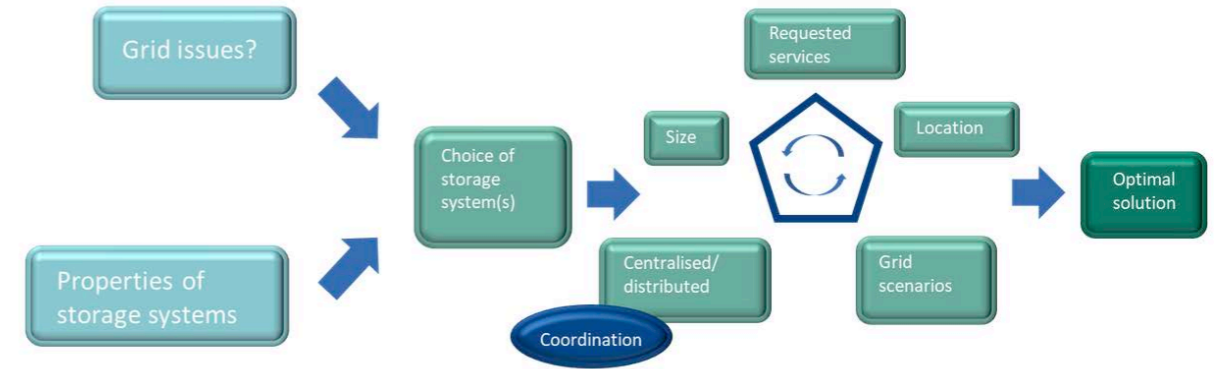 Grid issues?
Properties of
storage systems
Choice of
storage
system(s)
Requested
services
Size
Location
Centralised/
distributed
Coordination
Grid
scenarios
Optimal
solution